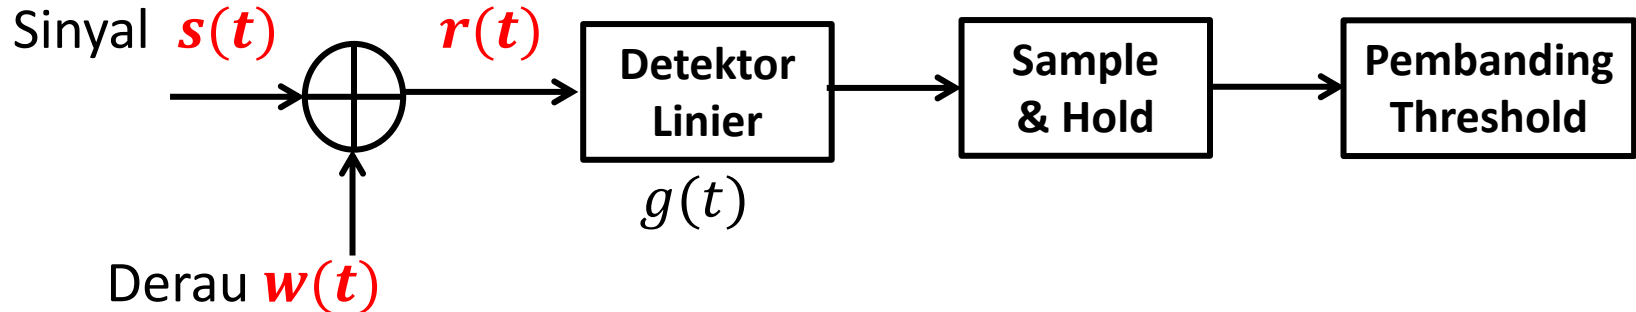 Sinyal s(t)
r(t)
Detektor
Linier
g(t)
Sample
& Hold
Pembanding
Threshold
Derau w(t)